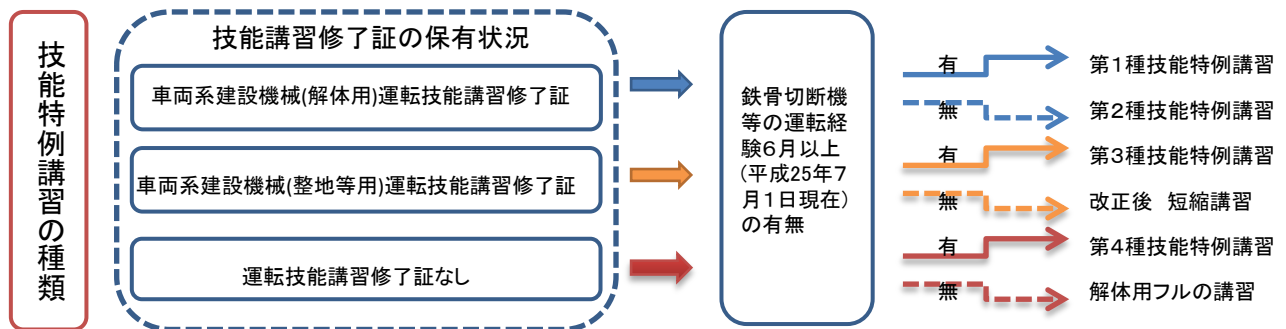 技能特例講習の種類
技能講習修了証の保有状況
車両系建設機械(解体用)運転技能講習修了証
車両系建設機械(整地等用)運転技能講習修了証
運転技能講習修了証なし
鉄骨切断機
等の運転経
験6月以上
(平成25年7
月1日現在)
の有無
有 第1種技能特例講習
無 第2種技能特例講習
有 第3種技能特例講習
無 改正後 短縮講習
有 第4種技能特例講習
無 解体用フルの講習